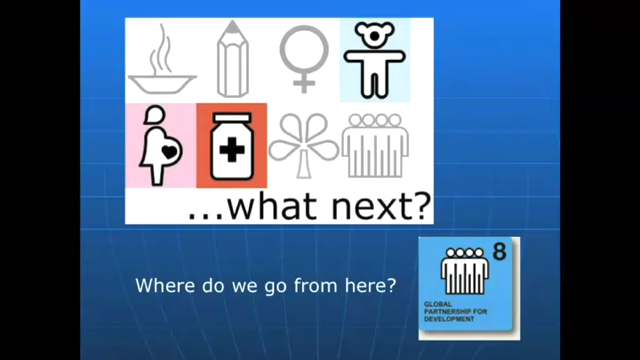 ...what next?
Where do we go from here?
8
GLOBAL
PARTNERSHIP FOR
DEVELOPMENT